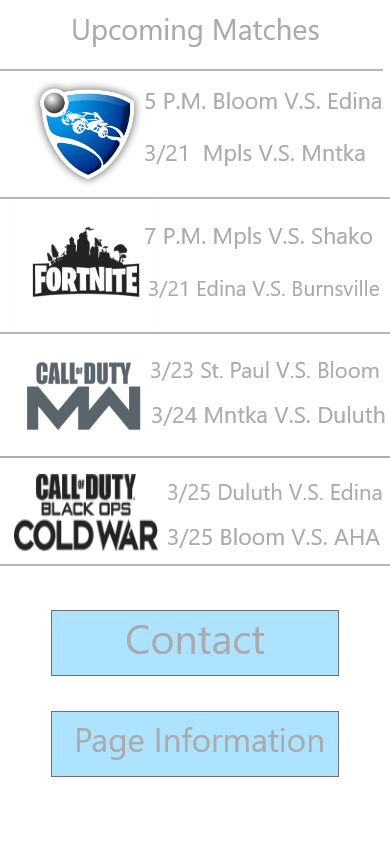 Upcoming Matches
5 P.M. Bloom V.S. Edina
3/21 Mpls V.S. Mntka
FORTNITE
7 P.M. Mpls V.S. Shako
3/21 Edina V.S. Burnsville
CALL OF DUTY
MW
3/23 St. Paul V.S. Bloom
3/24 Mntka V.S. Duluth
CALL OF DUTY
BLACK OPS
COLD WAR
3/25 Duluth V.S. Edina
3/25 Bloom V.S. AHA
Contact
Page Information